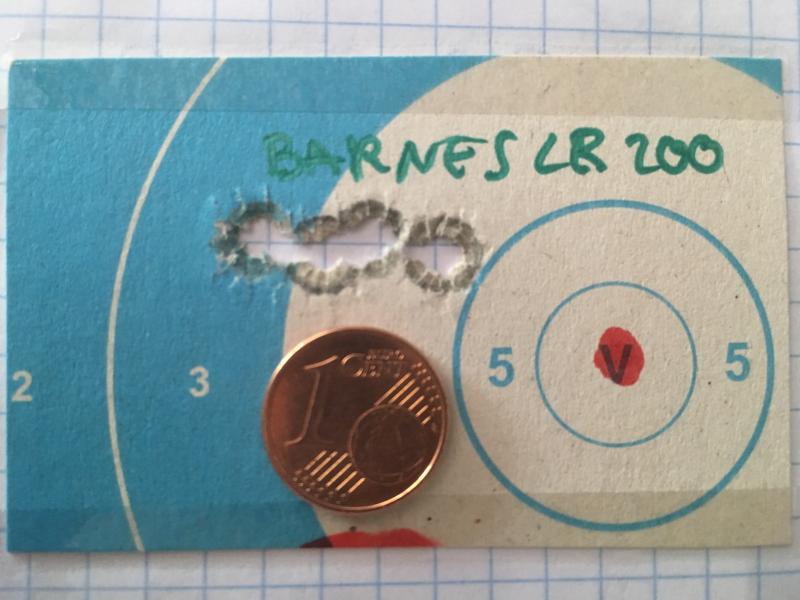 BARNES LR 200
2 3 5 V 5
1 EURO
CENT